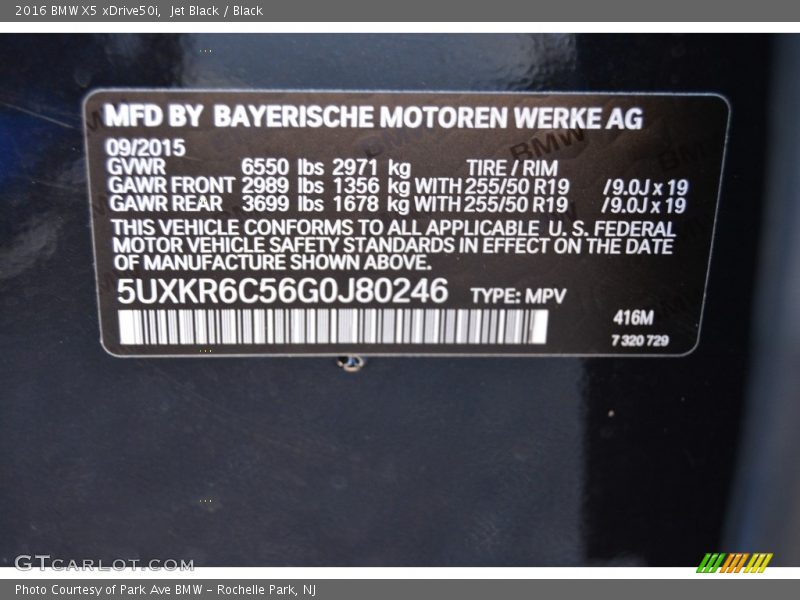 2016 BMW X5 xDrive50i, Jet Black / Black
MFD BY BAYERISCHE MOTOREN WERKE AG
09/2015
GVWR 6550 lbs 2971 kg TIRE / RIM
GAWR FRONT 2989 lbs 1356 kg WITH 255/50 R19 /9.0J x 19
GAWR REAR 3699 lbs 1678 kg WITH 255/50 R19 /9.0J x 19
THIS VEHICLE CONFORMS TO ALL APPLICABLE U. S. FEDERAL
MOTOR VEHICLE SAFETY STANDARDS IN EFFECT ON THE DATE
OF MANUFACTURE SHOWN ABOVE.
5UXKR6C56G0J80246 TYPE: MPV
416M
7 320 729
GTCARLOT.COM
Photo Courtesy of Park Ave BMW - Rochelle Park, NJ